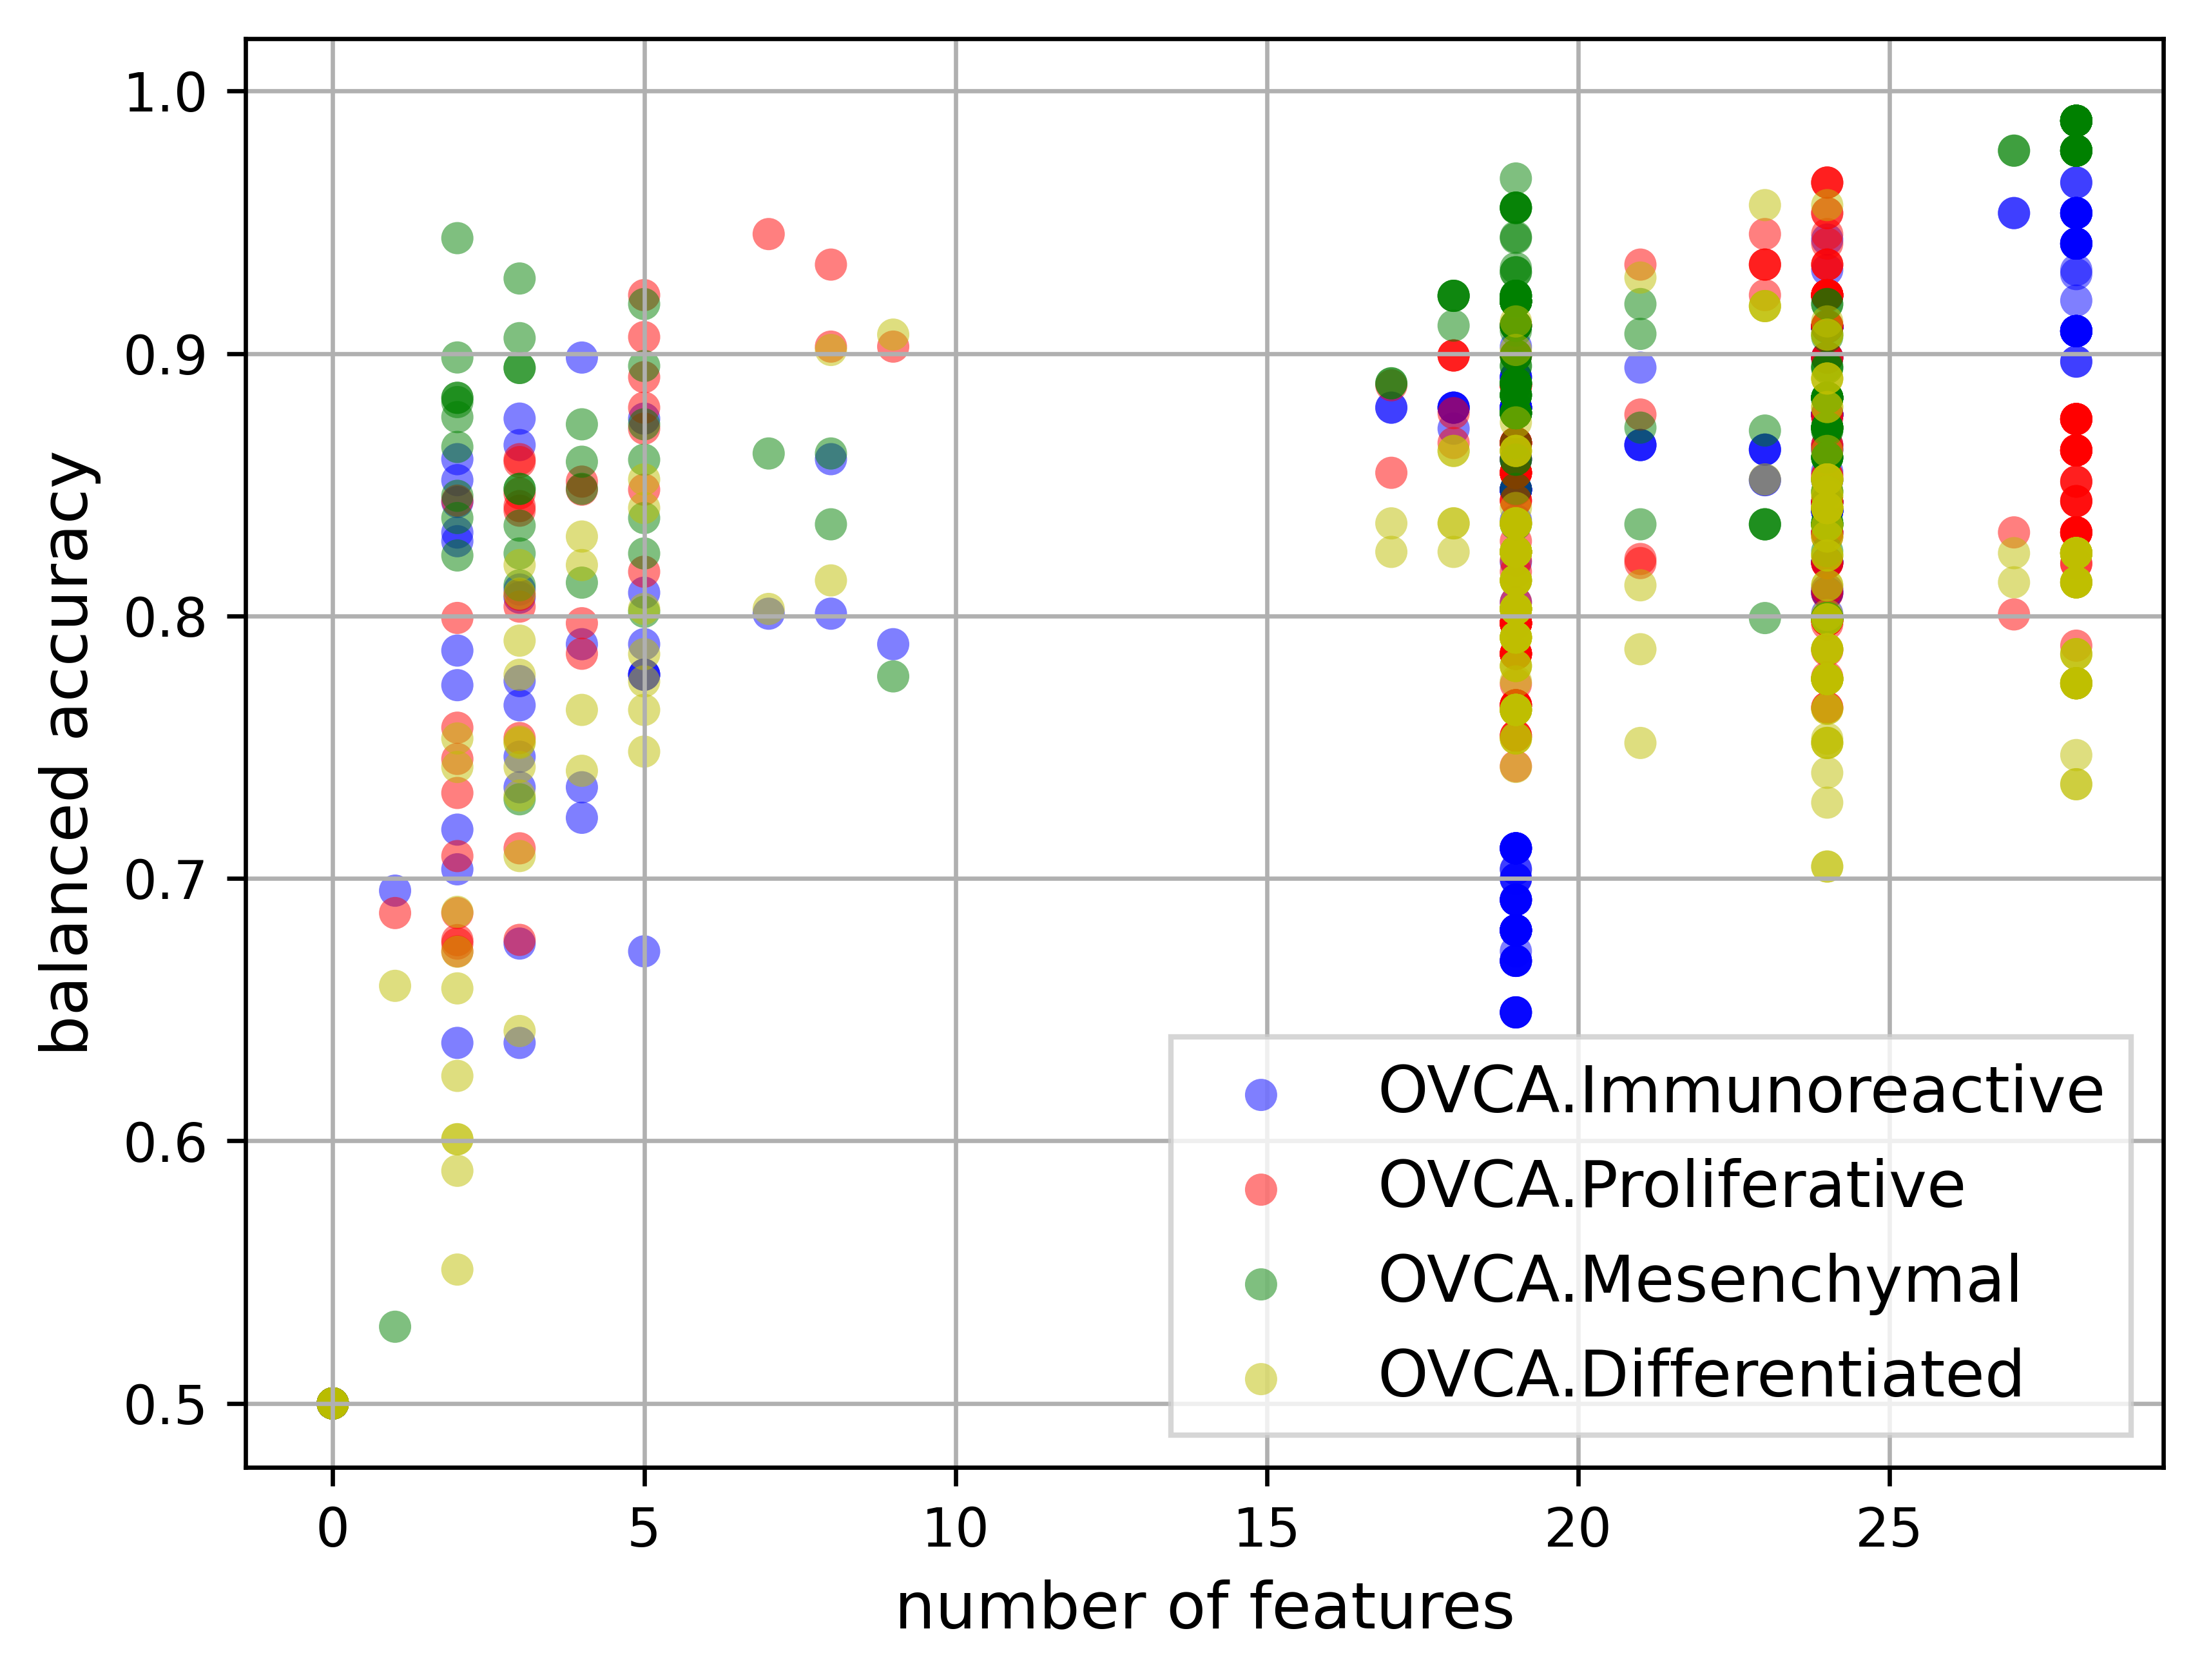 1.0
0.9
0.8
0.7
0.6
0.5
balanced accuracy
OVCA.Immunoreactive
OVCA.Proliferative
OVCA.Mesenchymal
OVCA.Differentiated
0 5 10 15 20 25
number of features